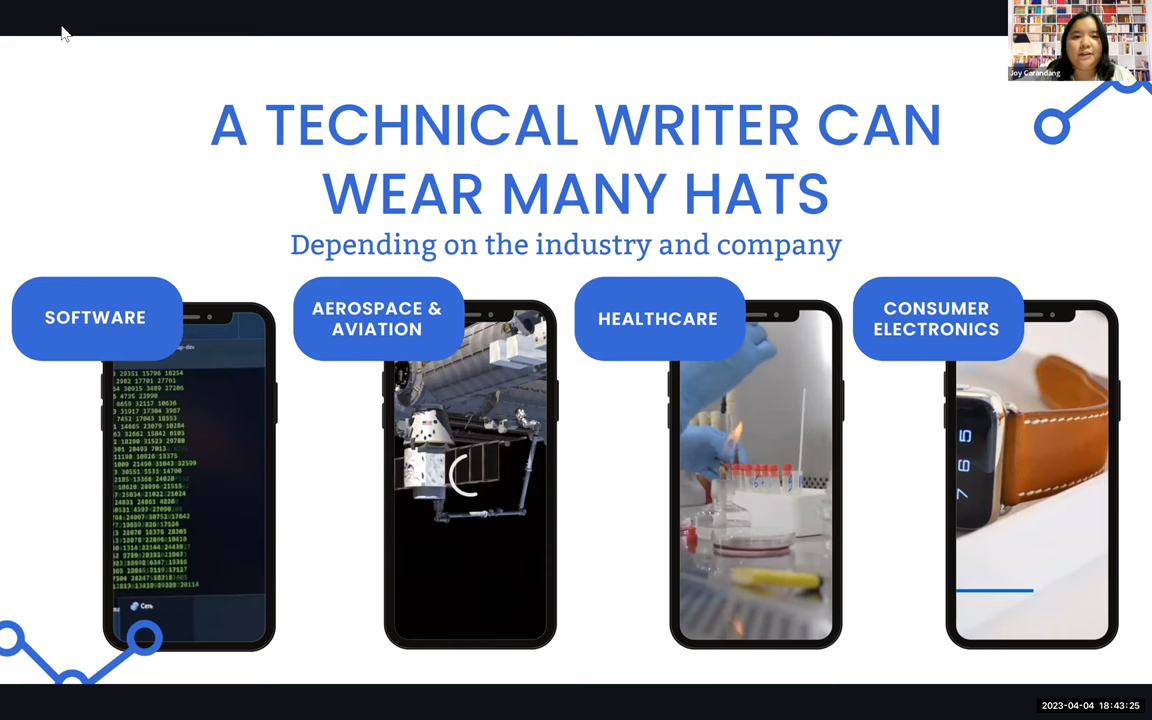 Joy Carandang
A TECHNICAL WRITER CAN
WEAR MANY HATS
Depending on the industry and company
SOFTWARE
AEROSPACE &
AVIATION
HEALTHCARE
CONSUMER
ELECTRONICS
Сеть
2023-04-04 18:43:25